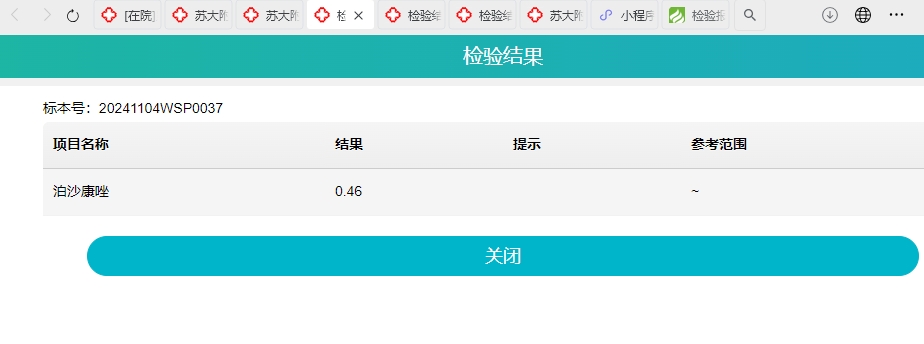 [在院]
苏大附
苏大附
检
检验结
检验结
苏大附
小程序
检验报
检验结果
标本号：20241104WSP0037
项目名称 结果 提示 参考范围
泊沙康唑 0.46 ~
关闭